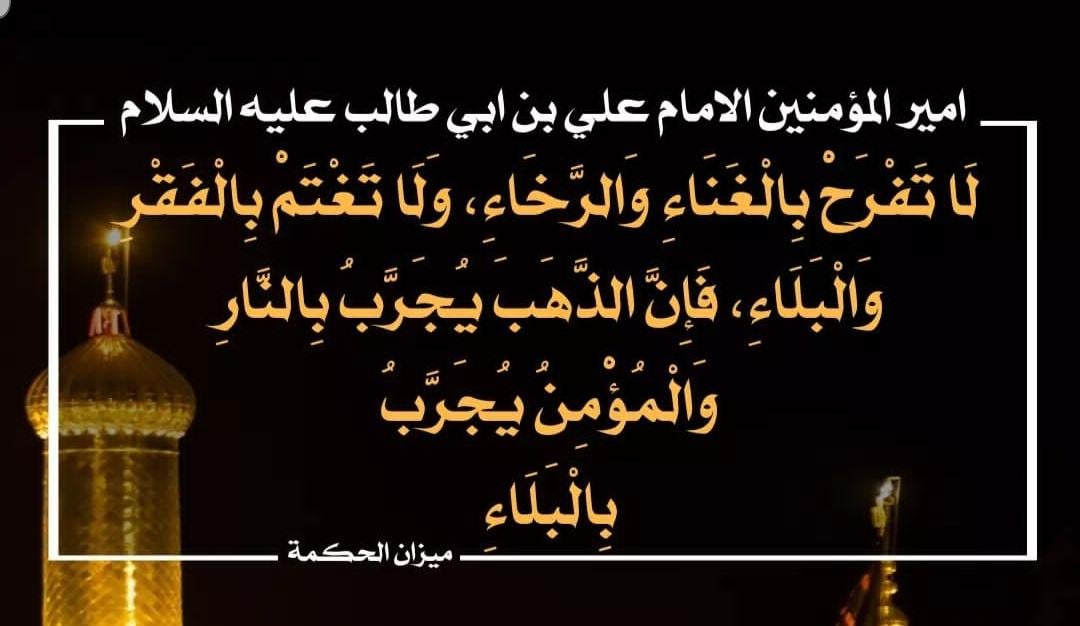 امير المؤمنين الامام علي بن ابي طالب عليه السلام
لَا تَفْرَحْ بِالْغَنَاءِ وَالرَّخَاءِ، وَلَا تَغْتَمْ بِالْفَقْرِ
وَالْبَلَاءِ، فَإِنَّ الذَّهَبَ يُجَرَّبُ بِالنَّارِ
وَالْمُؤْمِنُ يُجَرَّبُ
بِالْبَلَاءِ
ميزان الحكمة